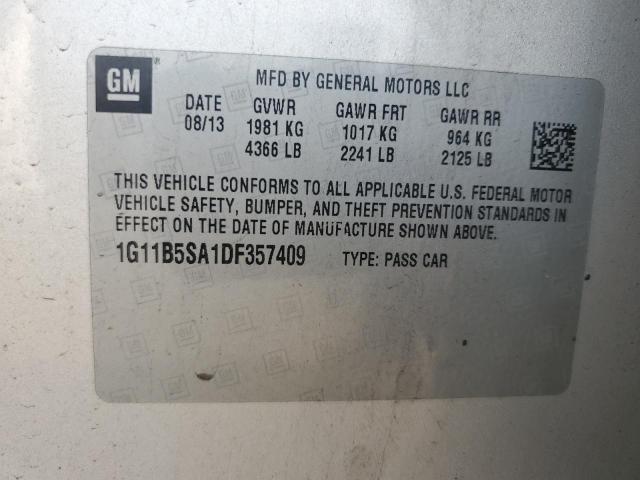 GM
MFD BY GENERAL MOTORS LLC
DATE GVWR GAWR FRT GAWR RR
08/13 1981 KG 1017 KG 964 KG
4366 LB 2241 LB 2125 LB
THIS VEHICLE CONFORMS TO ALL APPLICABLE U.S. FEDERAL MOTOR
VEHICLE SAFETY, BUMPER, AND THEFT PREVENTION STANDARDS IN
EFFECT ON THE DATE OF MANUFACTURE SHOWN ABOVE.
1G11B5SA1DF357409 TYPE: PASS CAR